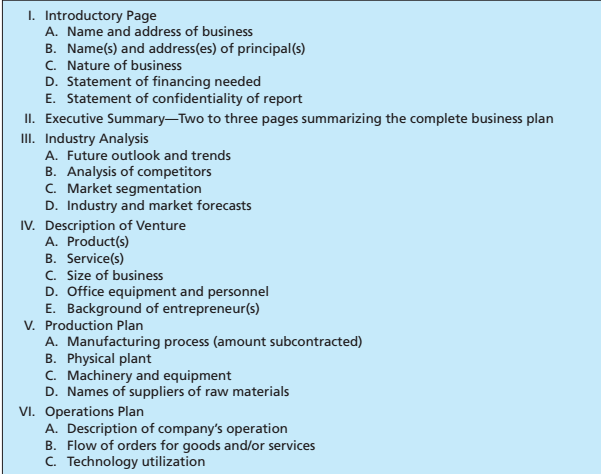 I. Introductory Page
A. Name and address of business
B. Name(s) and address(es) of principal(s)
C. Nature of business
D. Statement of financing needed
E. Statement of confidentiality of report
II. Executive Summary—Two to three pages summarizing the complete business plan
III. Industry Analysis
A. Future outlook and trends
B. Analysis of competitors
C. Market segmentation
D. Industry and market forecasts
IV. Description of Venture
A. Product(s)
B. Service(s)
C. Size of business
D. Office equipment and personnel
E. Background of entrepreneur(s)
V. Production Plan
A. Manufacturing process (amount subcontracted)
B. Physical plant
C. Machinery and equipment
D. Names of suppliers of raw materials
VI. Operations Plan
A. Description of company's operation
B. Flow of orders for goods and/or services
C. Technology utilization